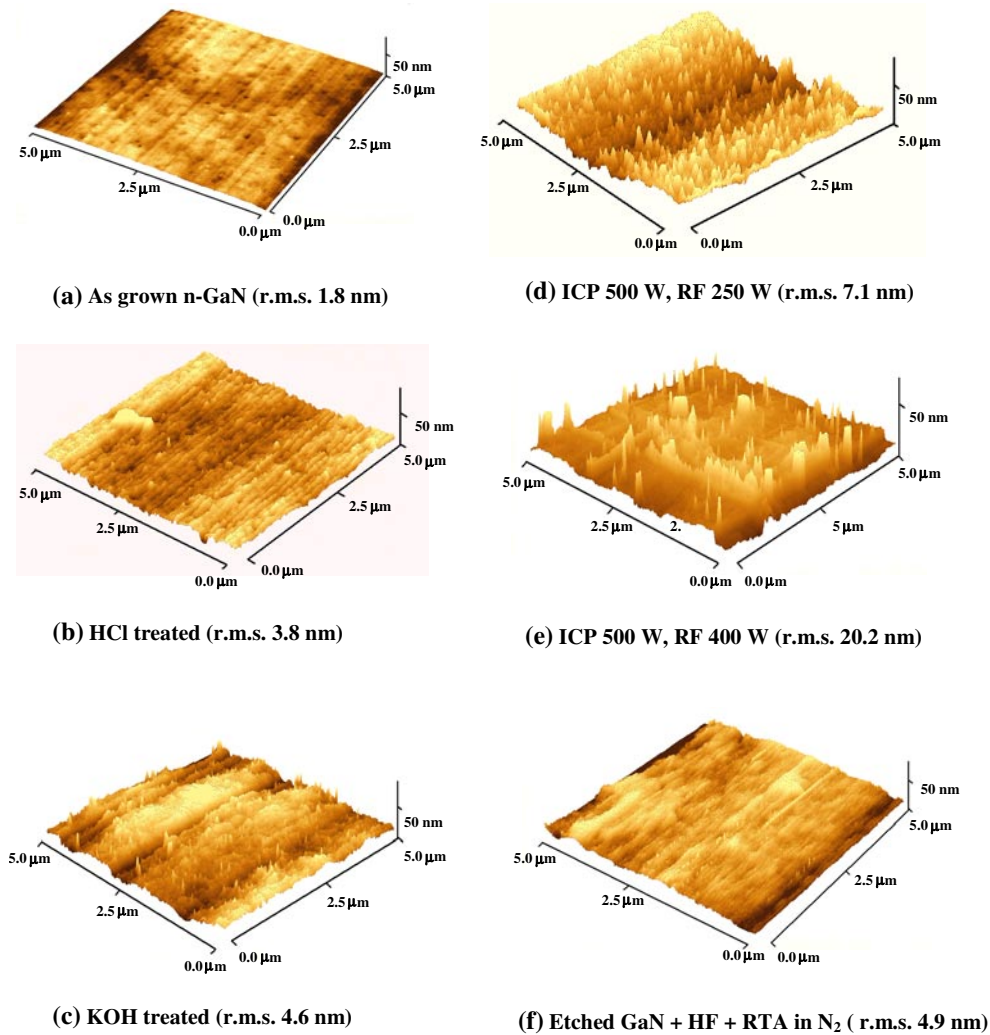 50 nm
5.0 μm
2.5 μm
0.0 μm
5.0 μm
2.5 μm
0.0 μm
(a) As grown n-GaN (r.m.s. 1.8 nm)
50 nm
5.0 μm
2.5 μm
0.0 μm
5.0 μm
2.5 μm
0.0 μm
(b) HCl treated (r.m.s. 3.8 nm)
50 nm
5.0 μm
2.5 μm
0.0 μm
5.0 μm
2.5 μm
0.0 μm
(c) KOH treated (r.m.s. 4.6 nm)
50 nm
5.0 μm
2.5 μm
0.0 μm
5.0 μm
2.5 μm
0.0 μm
(d) ICP 500 W, RF 250 W (r.m.s. 7.1 nm)
50 nm
5.0 μm
5 μm
0.0 μm
5.0 μm
2.5 μm
2.
0.0 μm
(e) ICP 500 W, RF 400 W (r.m.s. 20.2 nm)
50 nm
5.0 μm
2.5 μm
0.0 μm
5.0 μm
2.5 μm
0.0 μm
(f) Etched GaN + HF + RTA in N₂ ( r.m.s. 4.9 nm)